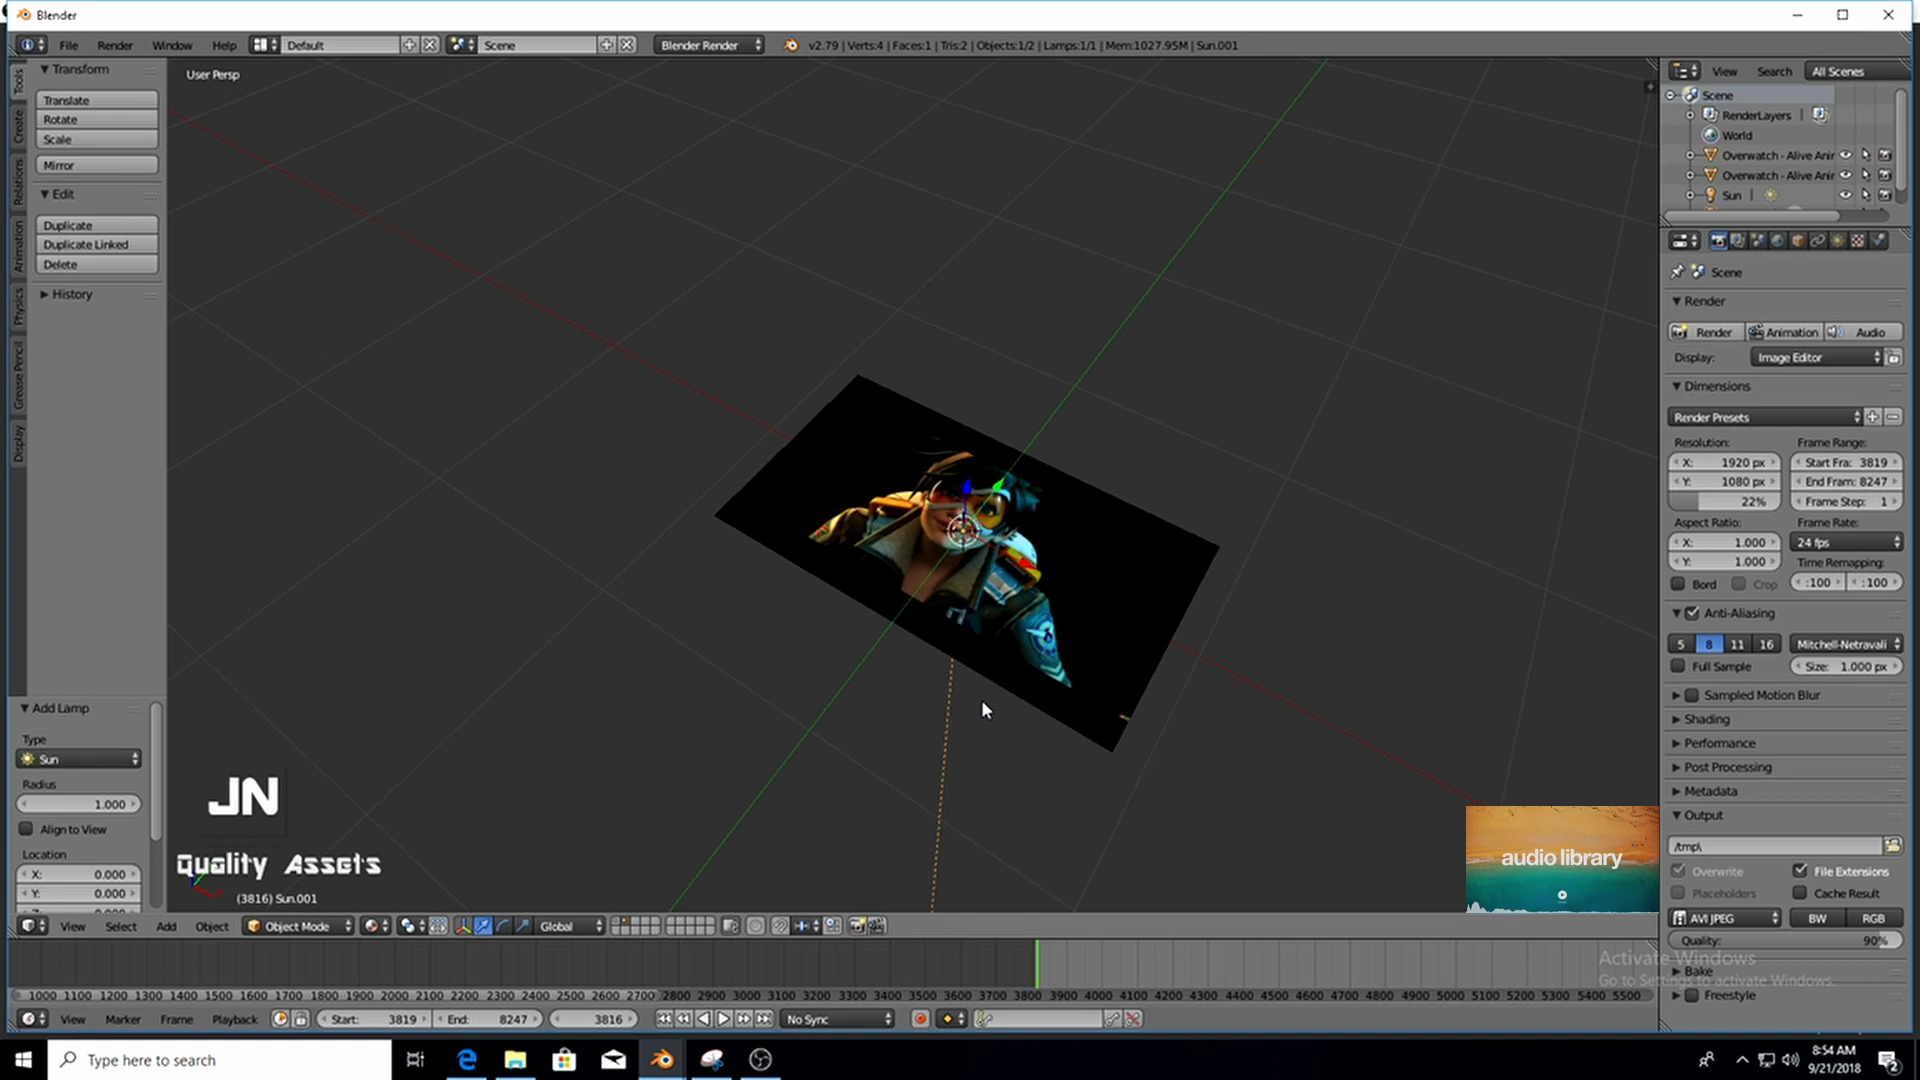 Blender
File Render Window Help Default Scene Blender Render v2.79 | Verts:4 | Faces:1 | Tris:2 | Objects:1/2 | Lamps:1/1 | Mem:1027.95M | Sun.001
Tools
Create
Relations
Animation
Physics
Grease Pencil
Display
Transform
Translate
Rotate
Scale
Mirror
Edit
Duplicate
Duplicate Linked
Delete
History
Add Lamp
Type
Sun
Radius
1.000
Align to View
Location
X: 0.000
Y: 0.000
User Persp
JN
Quality Assets
(3816) Sun.001
audio library
View Select Add Object Object Mode Global
View Search All Scenes
Scene
RenderLayers |
World
Overwatch - Alive Anir
Overwatch - Alive Anir
Sun |
Scene
Render
Render Animation Audio
Display: Image Editor
Dimensions
Render Presets
Resolution: Frame Range:
X: 1920 px Start Fra: 3819
Y: 1080 px End Fram: 8247
22% Frame Step: 1
Aspect Ratio: Frame Rate:
X: 1.000 24 fps
Y: 1.000 Time Remapping:
Bord Crop :100 :100
Anti-Aliasing
5 8 11 16 Mitchell-Netravali
Full Sample Size: 1.000 px
Sampled Motion Blur
Shading
Performance
Post Processing
Metadata
Output
/tmp\
Overwrite File Extensions
Placeholders Cache Result
AVI JPEG BW RGB
Quality: 90%
Bake
Freestyle
Activate Windows
Go to Settings to activate Windows.
1000 1100 1200 1300 1400 1500 1600 1700 1800 1900 2000 2100 2200 2300 2400 2500 2600 2700 2800 2900 3000 3100 3200 3300 3400 3500 3600 3700 3800 3900 4000 4100 4200 4300 4400 4500 4600 4700 4800 4900 5000 5100 5200 5300 5400 5500
View Marker Frame Playback Start: 3819 End: 8247 3816 No Sync
Type here to search
8:54 AM
9/21/2018
2